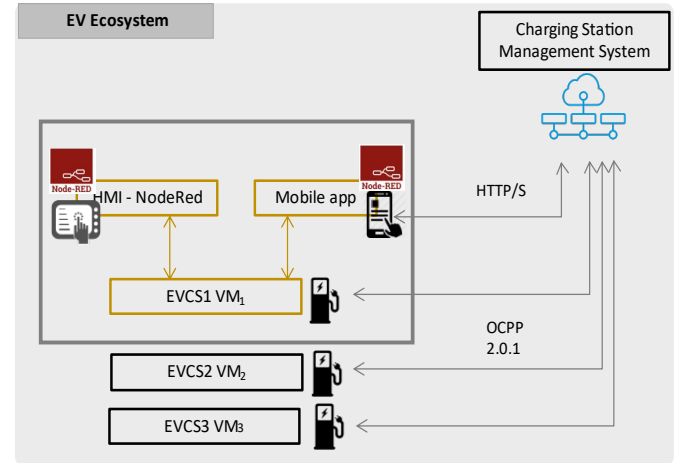 EV Ecosystem
Charging Station
Management System
Node-RED
HMI - NodeRed
Node-RED
Mobile app
HTTP/S
EVCS1 VM₁
OCPP
2.0.1
EVCS2 VM₂
EVCS3 VM₃